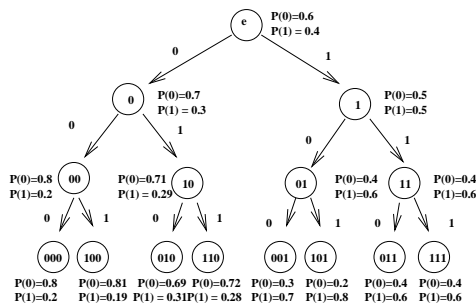 e
P(0)=0.6
P(1) = 0.4
0
1
0
P(0)=0.7
P(1) = 0.3
1
P(0)=0.5
P(1)=0.5
0
1
0
1
P(0)=0.8
P(1)=0.2
00
P(0)=0.71
P(1) = 0.29
10
01
P(0)=0.4
P(1)=0.6
11
P(0)=0.4
P(1)=0.6
0
1
0
1
0
1
0
1
000
100
010
110
001
101
011
111
P(0)=0.8
P(1)=0.2
P(0)=0.81
P(1)=0.19
P(0)=0.69
P(1) = 0.31
P(0)=0.72
P(1) = 0.28
P(0)=0.3
P(1)=0.7
P(0)=0.2
P(1)=0.8
P(0)=0.4
P(1)=0.6
P(0)=0.4
P(1)=0.6